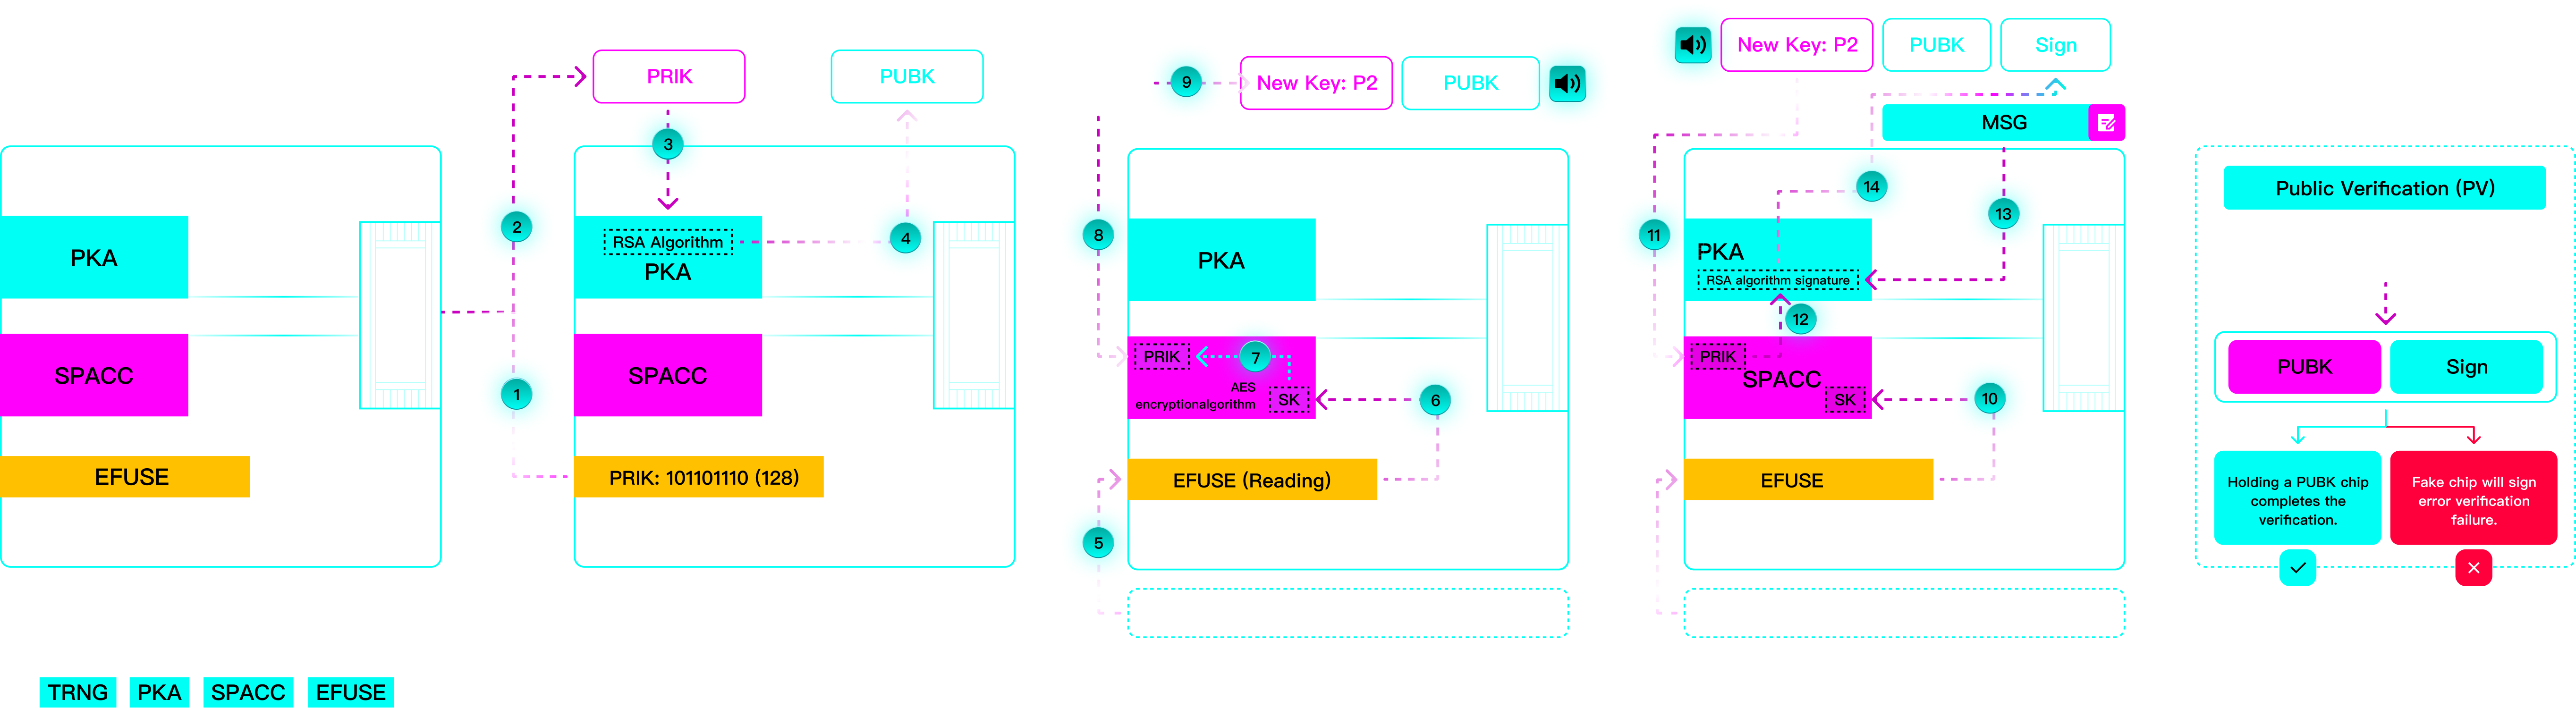 PKA
SPACC
EFUSE
1
2
PRIK
3
PUBK
RSA Algorithm
PKA
4
SPACC
PRIK: 101101110 (128)
9
New Key: P2
PUBK
8
PKA
PRIK
7
AES
encryptionalgorithm
SK
6
EFUSE (Reading)
5
New Key: P2
PUBK
Sign
MSG
14
13
11
PKA
RSA algorithm signature
12
PRIK
SPACC
SK
10
EFUSE
Public Verification (PV)
PUBK
Sign
Holding a PUBK chip
completes the
verification.
Fake chip will sign
error verification
failure.
TRNG
PKA
SPACC
EFUSE